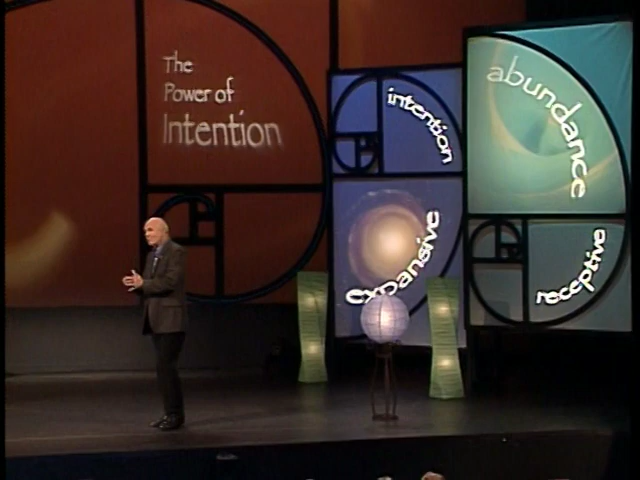 The
Power of
Intention
intention
abundance
expansive
receptive